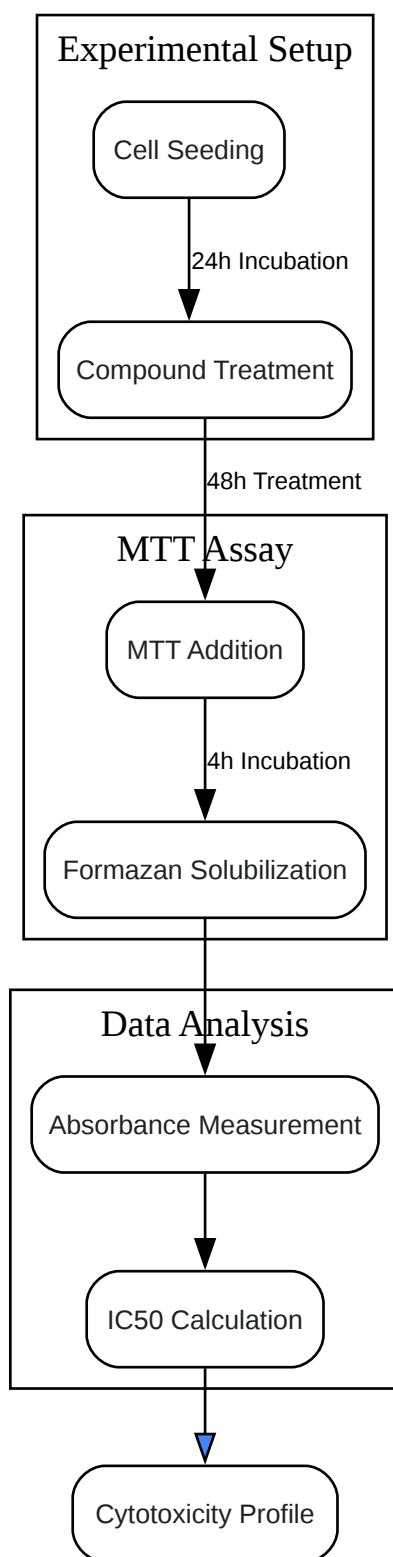 Experimental Setup
Cell Seeding
24h Incubation
Compound Treatment
48h Treatment
MTT Assay
MTT Addition
4h Incubation
Formazan Solubilization
Data Analysis
Absorbance Measurement
IC50 Calculation
Cytotoxicity Profile